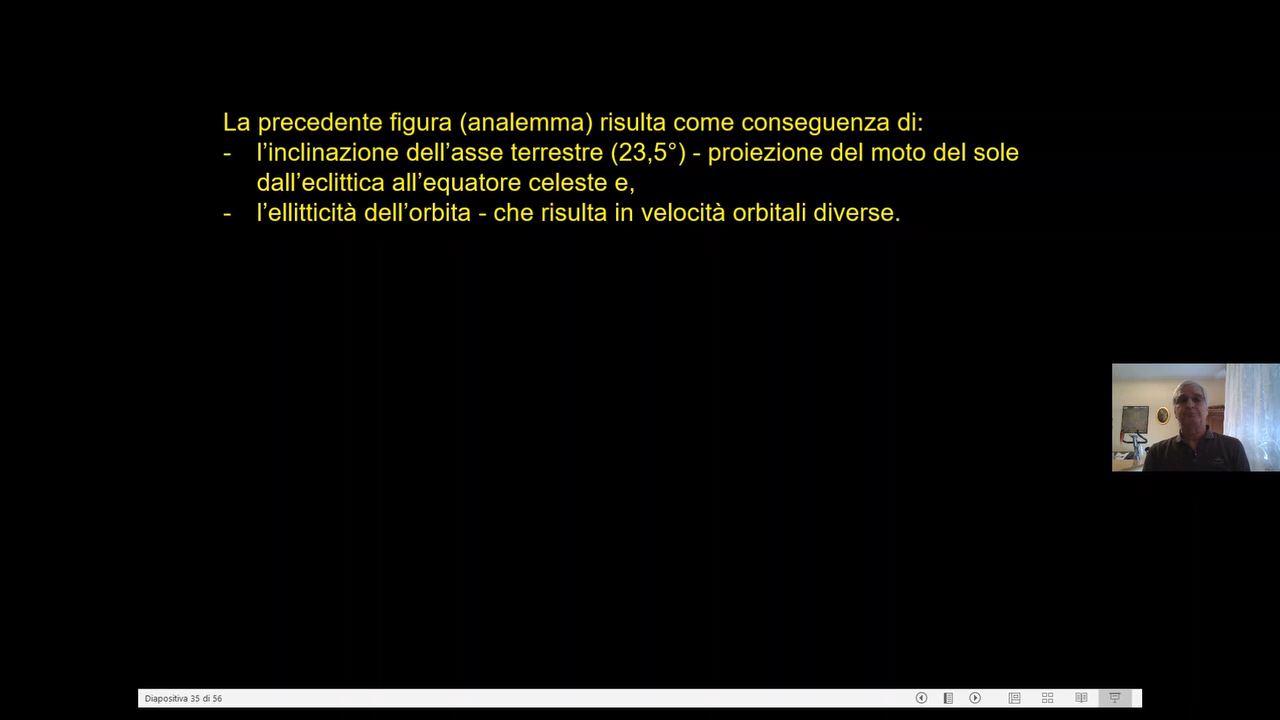 La precedente figura (analemma) risulta come conseguenza di:
- l’inclinazione dell’asse terrestre (23,5°) - proiezione del moto del sole
dall’eclittica all’equatore celeste e,
- l’ellitticità dell’orbita - che risulta in velocità orbitali diverse.
Diapositiva 35 di 56